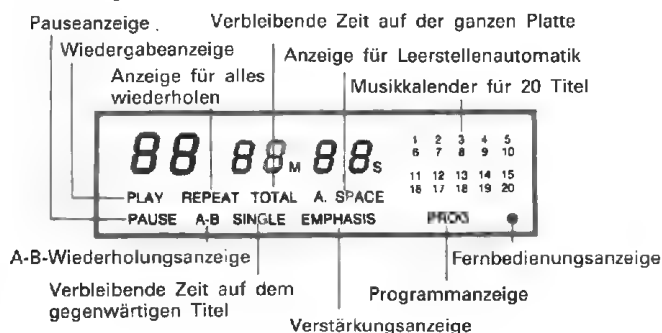 Pauseanzeige
Verbleibende Zeit auf der ganzen Platte
Wiedergabeanzeige
Anzeige für Leerstellenautomatik
Anzeige für alles
wiederholen
Musikkalender für 20 Titel
88 88M 88S
1 2 3 4 5
6 7 8 9 10
11 12 13 14 15
16 17 18 19 20
PLAY REPEAT TOTAL A. SPACE
PAUSE A-B SINGLE EMPHASIS PROG
A-B-Wiederholungsanzeige
Fernbedienungsanzeige
Verbleibende Zeit auf dem
gegenwärtigen Titel
Programmanzeige
Verstärkungsanzeige